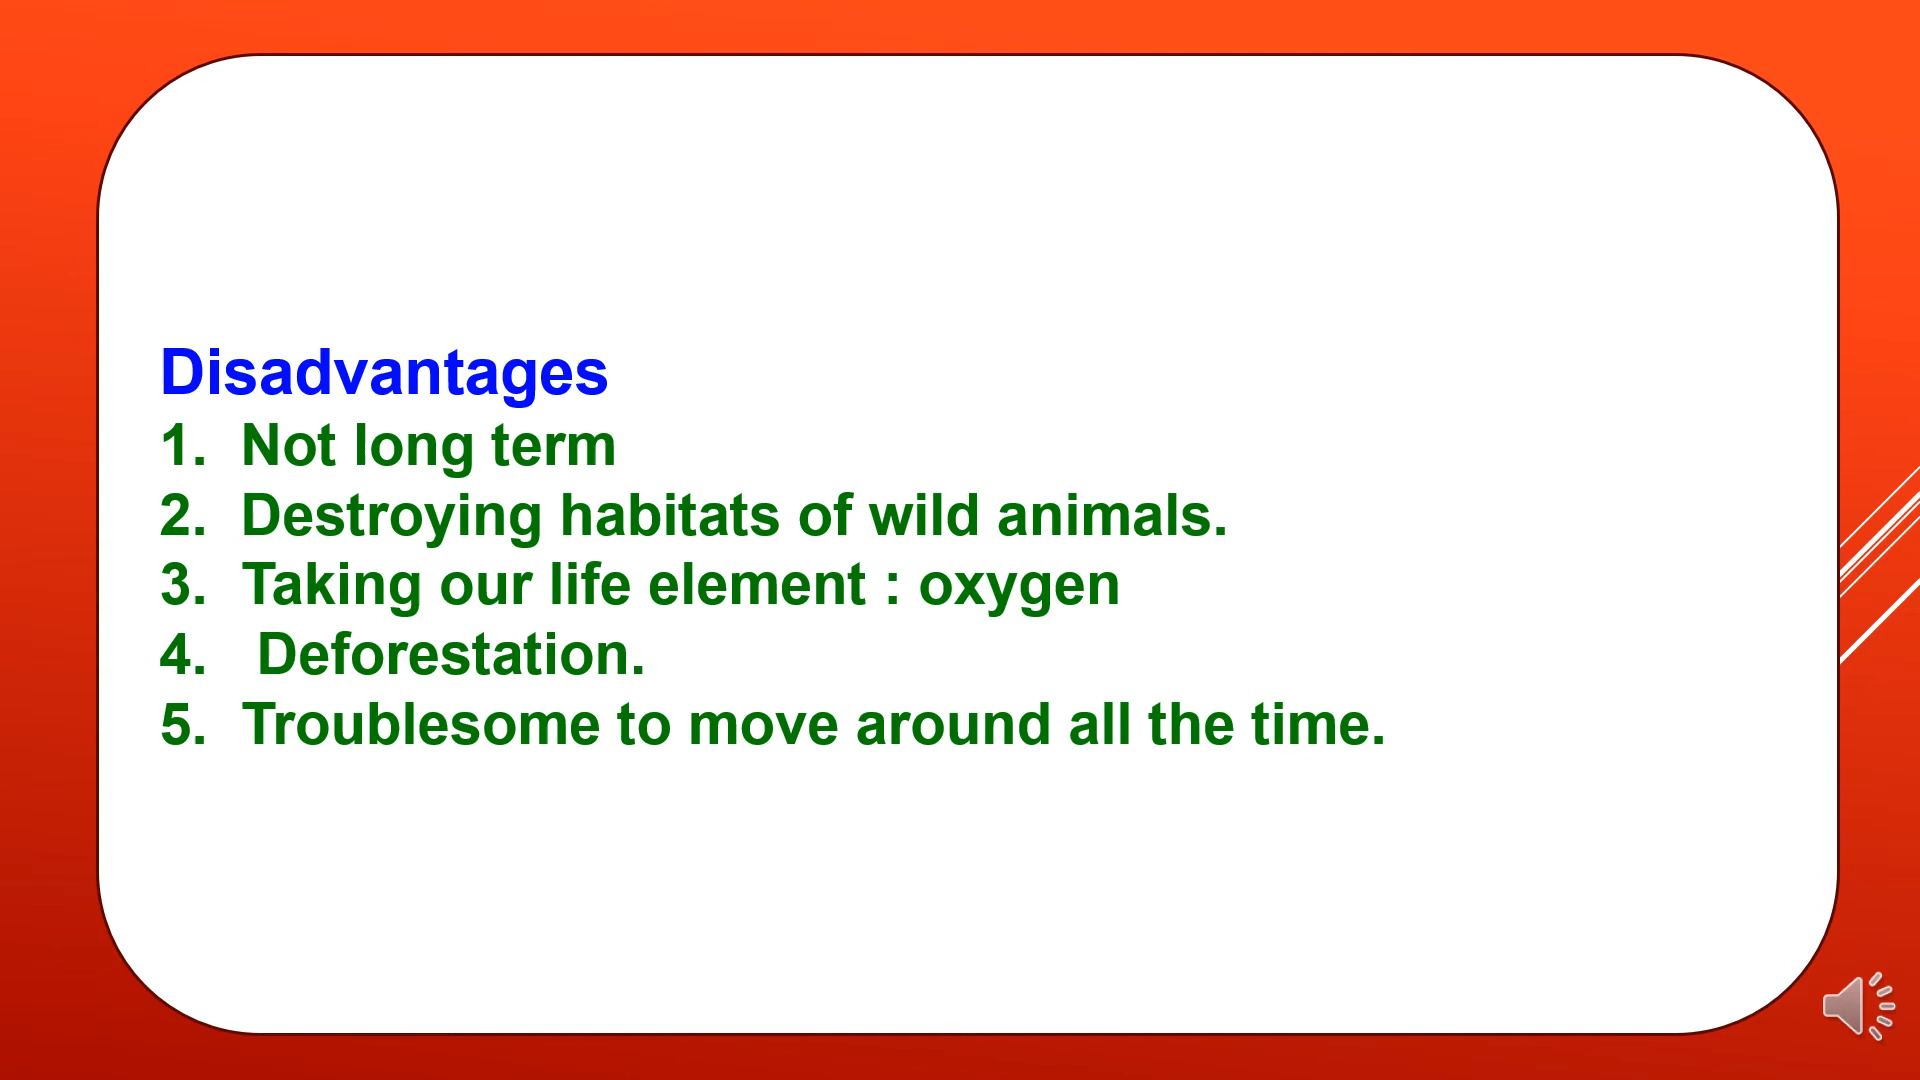 Disadvantages
1. Not long term
2. Destroying habitats of wild animals.
3. Taking our life element : oxygen
4. Deforestation.
5. Troublesome to move around all the time.